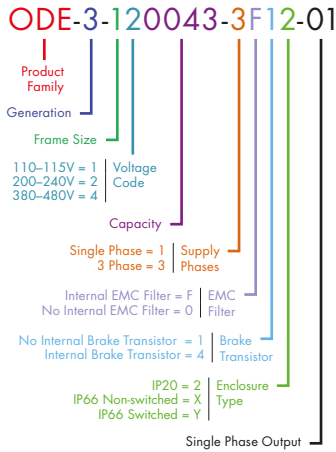 ODE-3-120043-3F12-01
Product
Family
Generation
Frame Size
110–115V = 1
200–240V = 2
380–480V = 4
Voltage
Code
Capacity
Single Phase = 1
3 Phase = 3
Supply
Phases
Internal EMC Filter = F
No Internal EMC Filter = 0
EMC
Filter
No Internal Brake Transistor = 1
Internal Brake Transistor = 4
Brake
Transistor
IP20 = 2
IP66 Non-switched = X
IP66 Switched = Y
Enclosure
Type
Single Phase Output